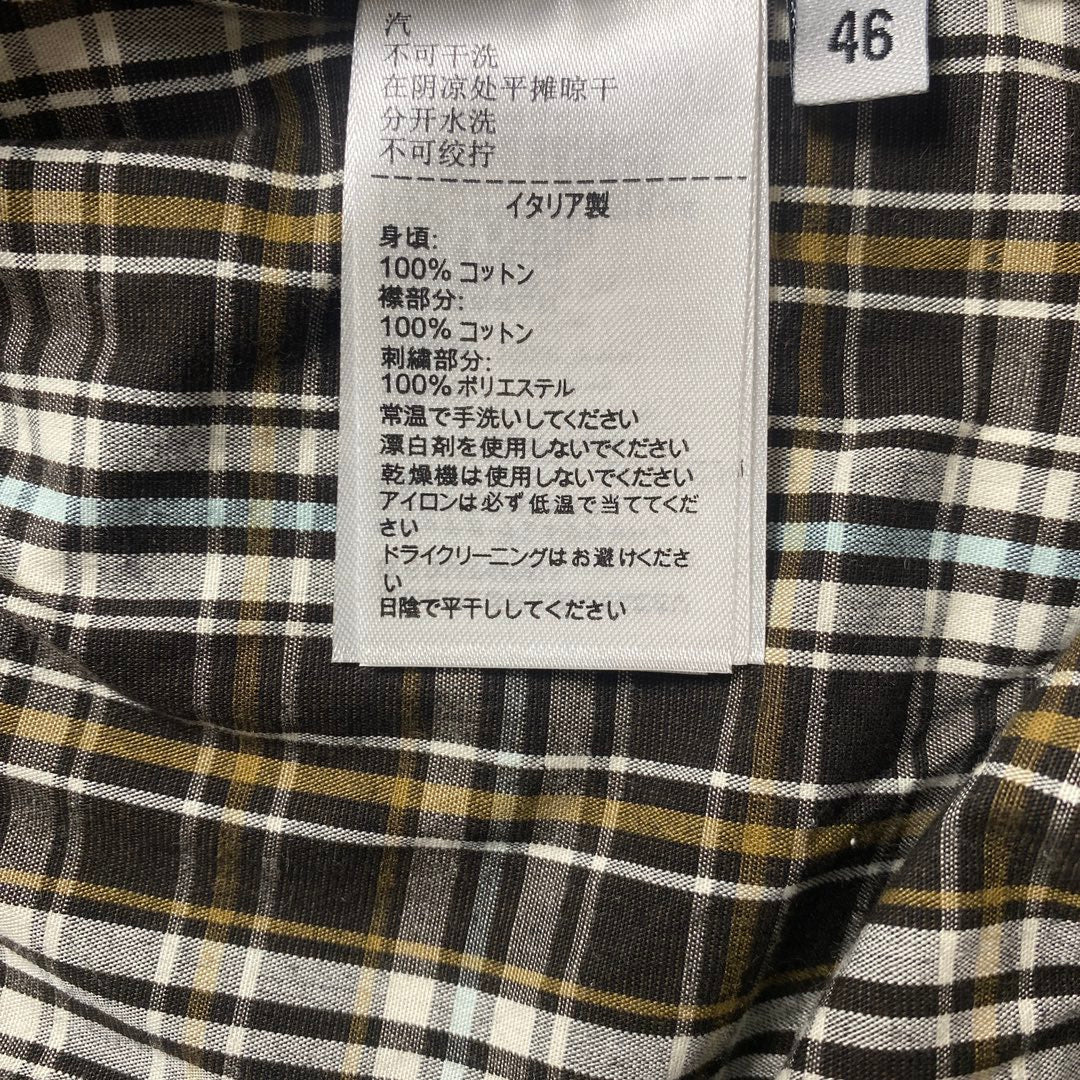 汽
不可干洗
在阴凉处平摊晾干
分开水洗
不可绞拧
イタリア製
身頃:
100% コットン
襟部分:
100% コットン
刺繍部分:
100% ポリエステル
常温で手洗いしてください
漂白剤を使用しないでください
乾燥機は使用しないでください
アイロンは必ず低温で当ててくだ
さい
ドライクリーニングはお避けくださ
い
日陰で平干ししてください
46